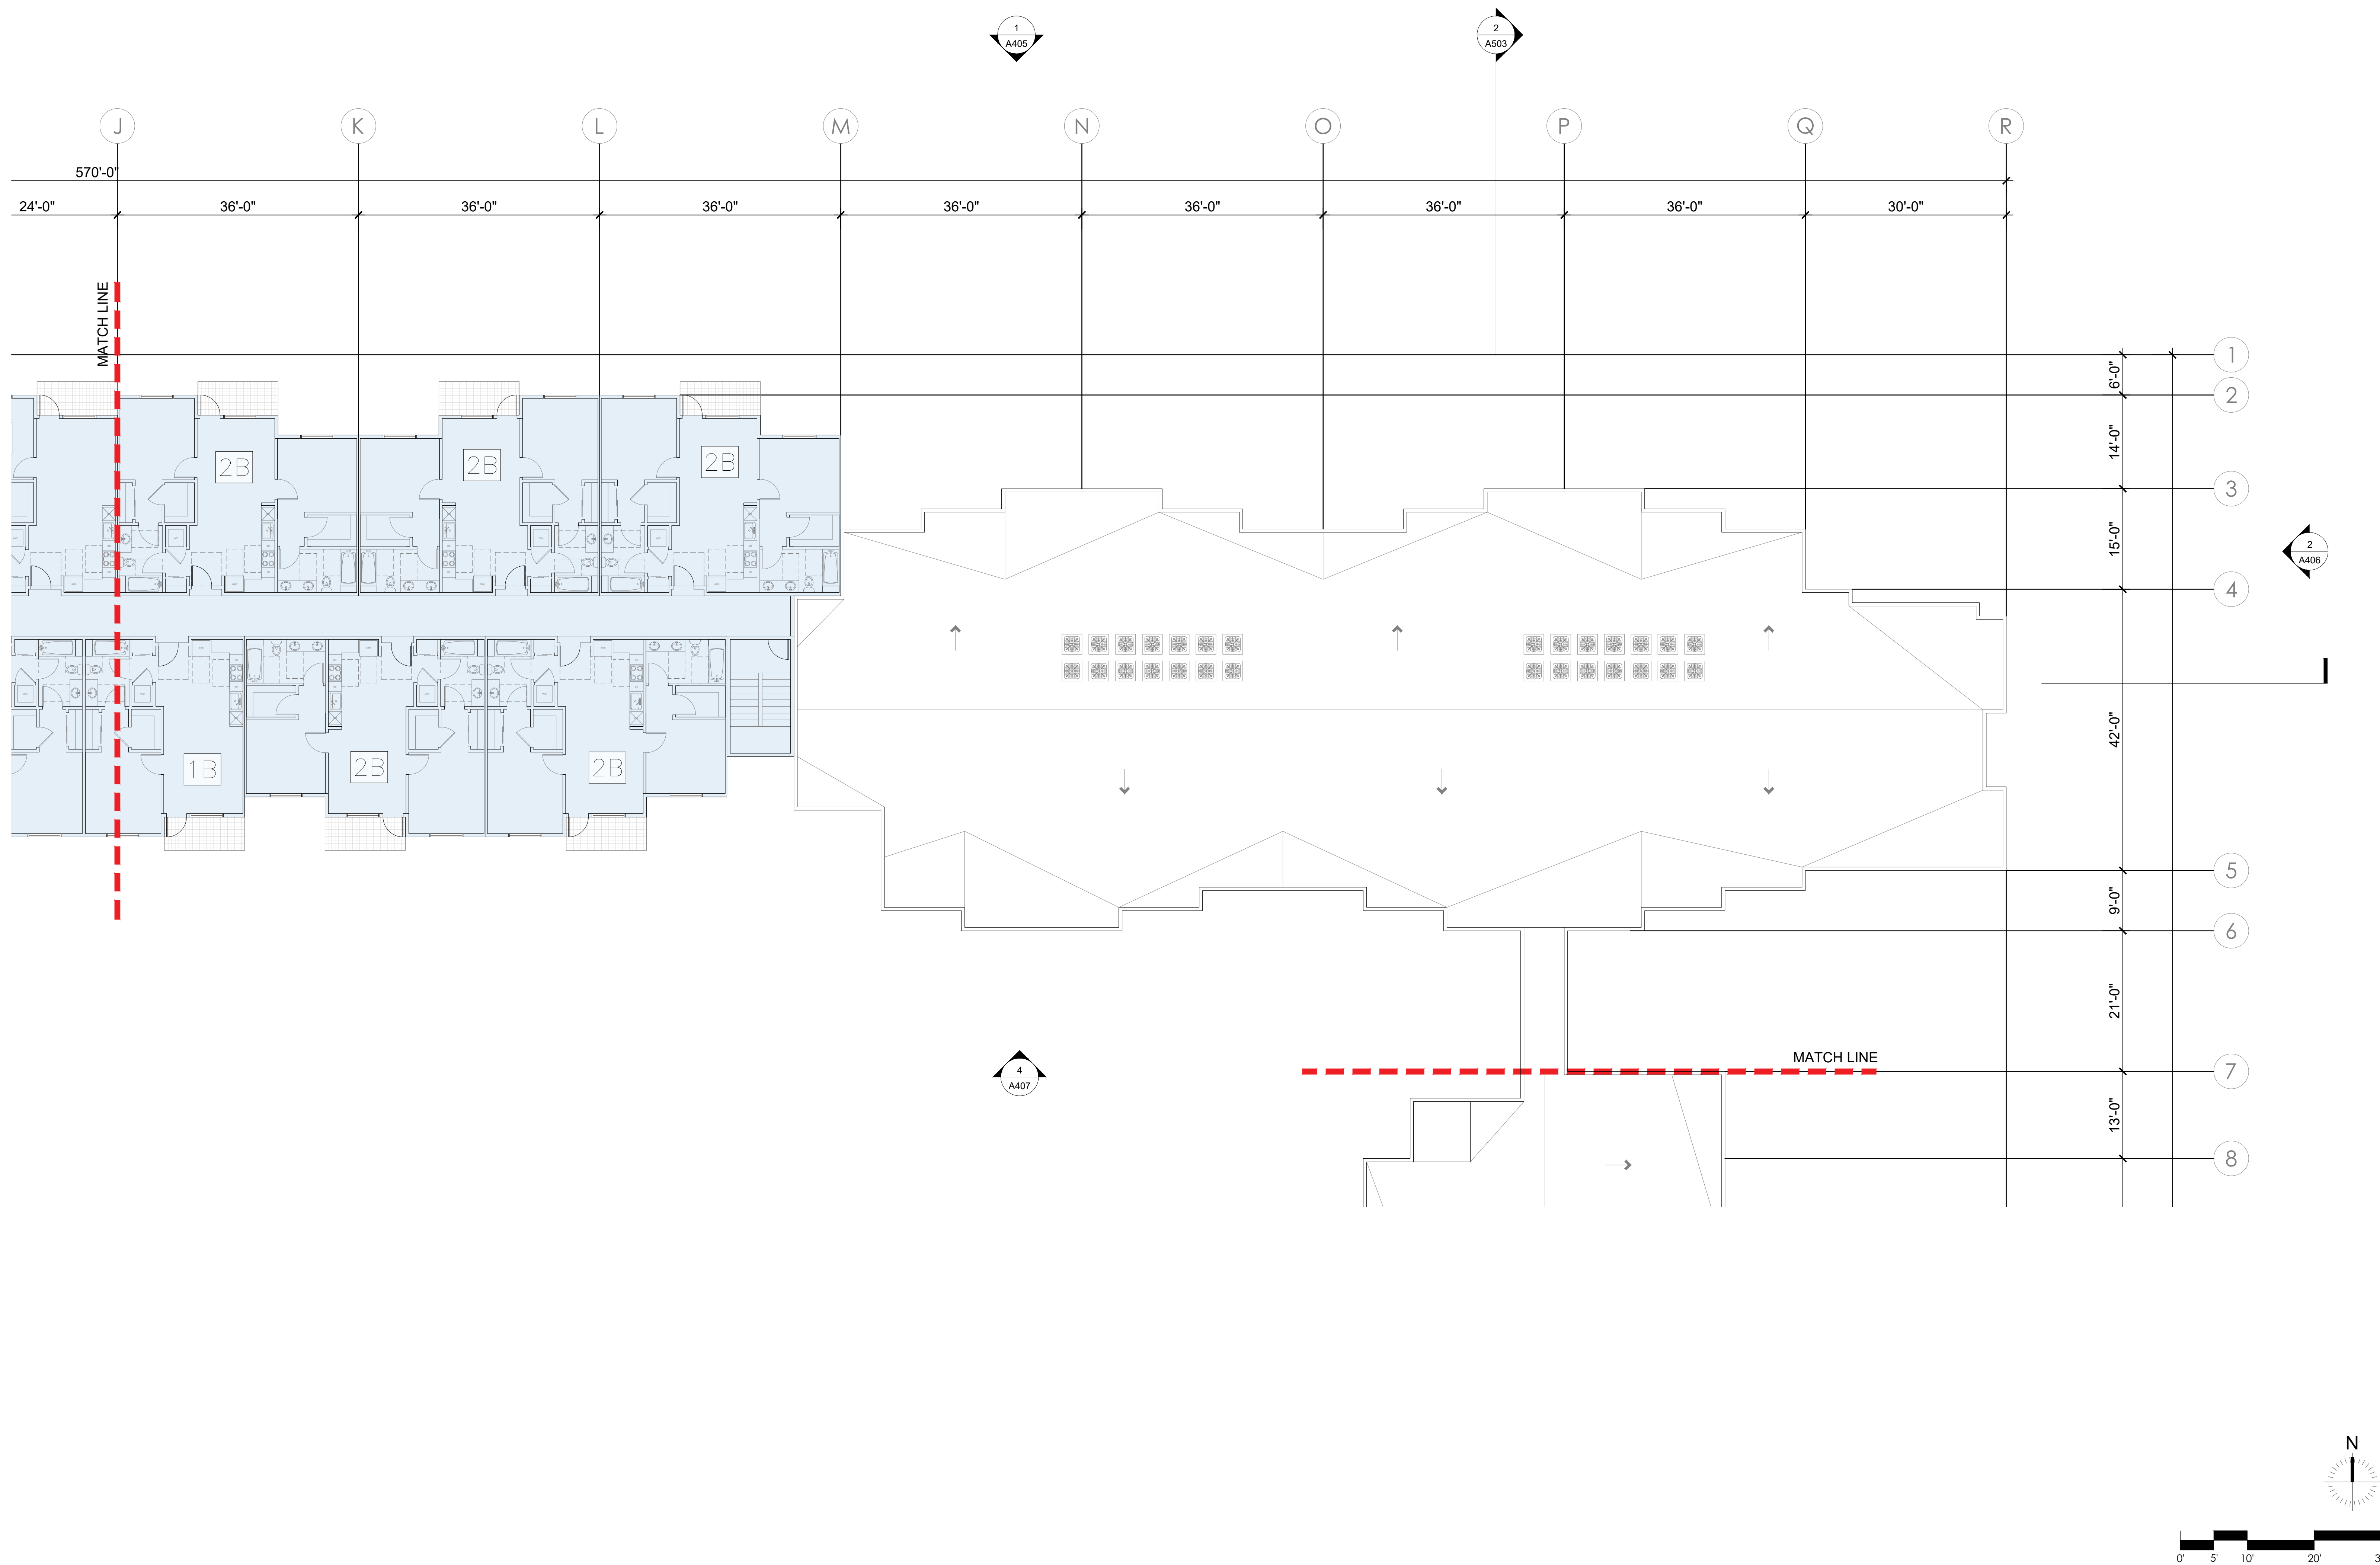 1
A405
2
A503
J K L M N O P Q R
570'-0"
24'-0" 36'-0" 36'-0" 36'-0" 36'-0" 36'-0" 36'-0" 36'-0" 30'-0"
MATCH LINE
1
6'-0"
2
14'-0"
2B 2B 2B
3
15'-0"
2
A406
4
42'-0"
1B 2B 2B
5
9'-0"
6
21'-0"
MATCH LINE
4
A407
7
13'-0"
8
N
0' 5' 10' 20'